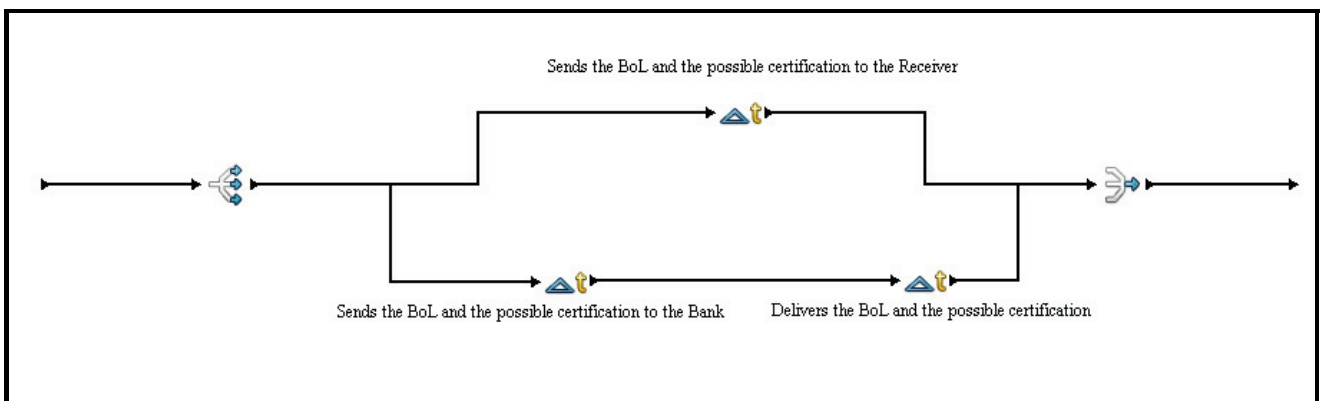 Sends the BoL and the possible certification to the Receiver
Sends the BoL and the possible certification to the Bank
Delivers the BoL and the possible certification